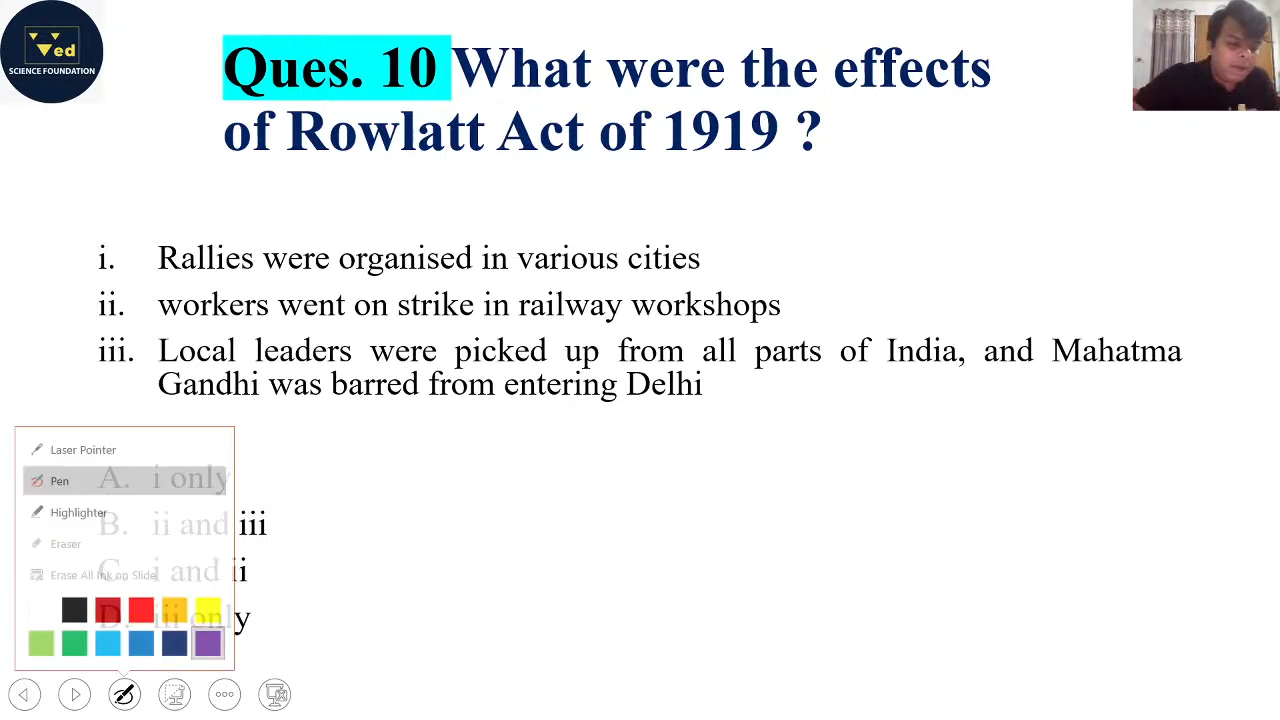 ed
SCIENCE FOUNDATION
Ques. 10 What were the effects
of Rowlatt Act of 1919 ?
i. Rallies were organised in various cities
ii. workers went on strike in railway workshops
iii. Local leaders were picked up from all parts of India, and Mahatma
Gandhi was barred from entering Delhi
Laser Pointer
Pen
A. i only
Highlighter
B. ii and iii
Eraser
C. i and ii
Erase All Ink on Slide
D. iii only